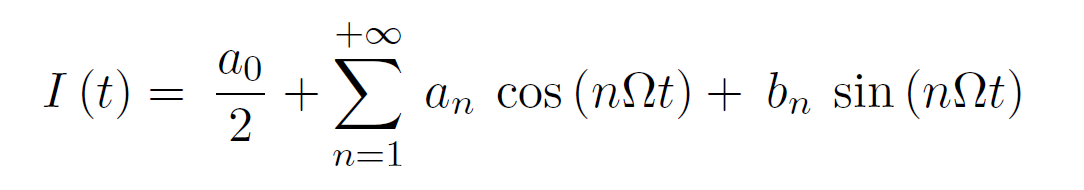 I (t) = a₀/2 + ∑_{n=1}^{+∞} aₙ cos (nΩt) + bₙ sin (nΩt)